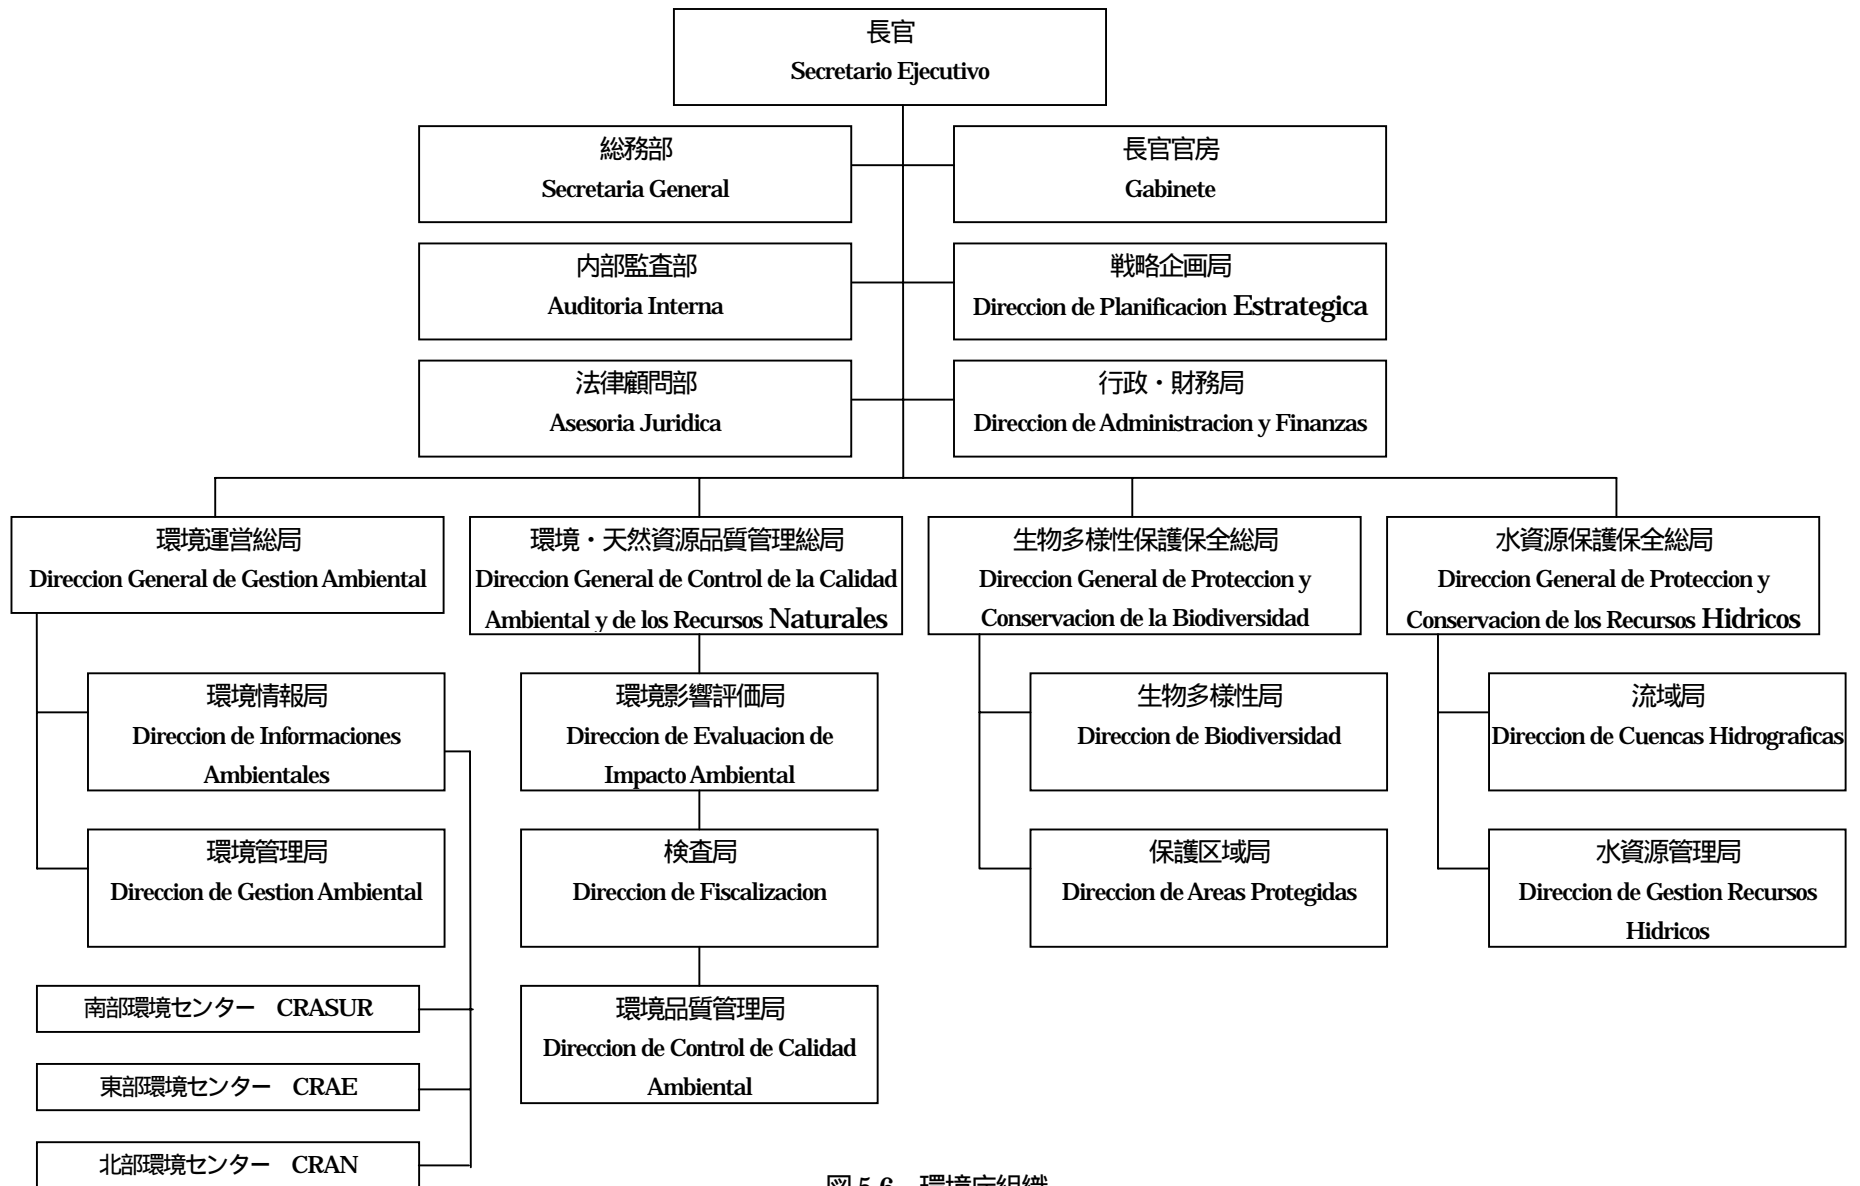 長官
Secretario Ejecutivo
総務部
Secretaria General
長官官房
Gabinete
内部監査部
Auditoria Interna
戦略企画局
Direccion de Planificacion Estrategica
法律顧問部
Asesoria Juridica
行政・財務局
Direccion de Administracion y Finanzas
環境運営総局
Direccion General de Gestion Ambiental
環境・天然資源品質管理総局
Direccion General de Control de la Calidad
Ambiental y de los Recursos Naturales
生物多様性保護保全総局
Direccion General de Proteccion y
Conservacion de la Biodiversidad
水資源保護保全総局
Direccion General de Proteccion y
Conservacion de los Recursos Hidricos
環境情報局
Direccion de Informaciones
Ambientales
環境影響評価局
Direccion de Evaluacion de
Impacto Ambiental
生物多様性局
Direccion de Biodiversidad
流域局
Direccion de Cuencas Hidrograficas
環境管理局
Direccion de Gestion Ambiental
検査局
Direccion de Fiscalizacion
保護区域局
Direccion de Areas Protegidas
水資源管理局
Direccion de Gestion Recursos
Hidricos
南部環境センター CRASUR
環境品質管理局
Direccion de Control de Calidad
Ambiental
東部環境センター CRAE
北部環境センター CRAN
図 5.6 環境庁組織